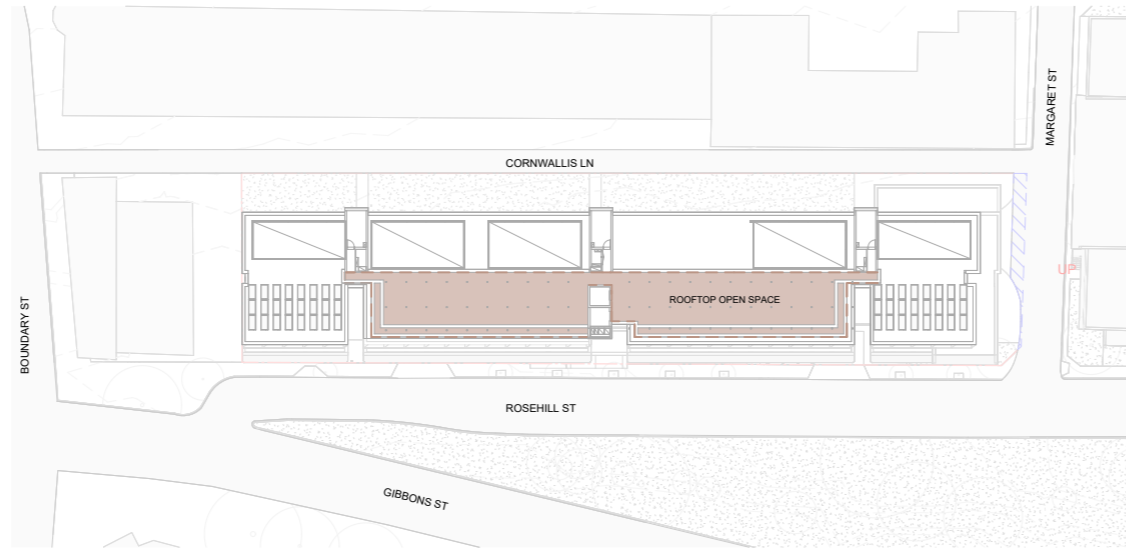 MARGARET ST
CORNWALLIS LN
UP
ROOFTOP OPEN SPACE
BOUNDARY ST
ROSEHILL ST
GIBBONS ST